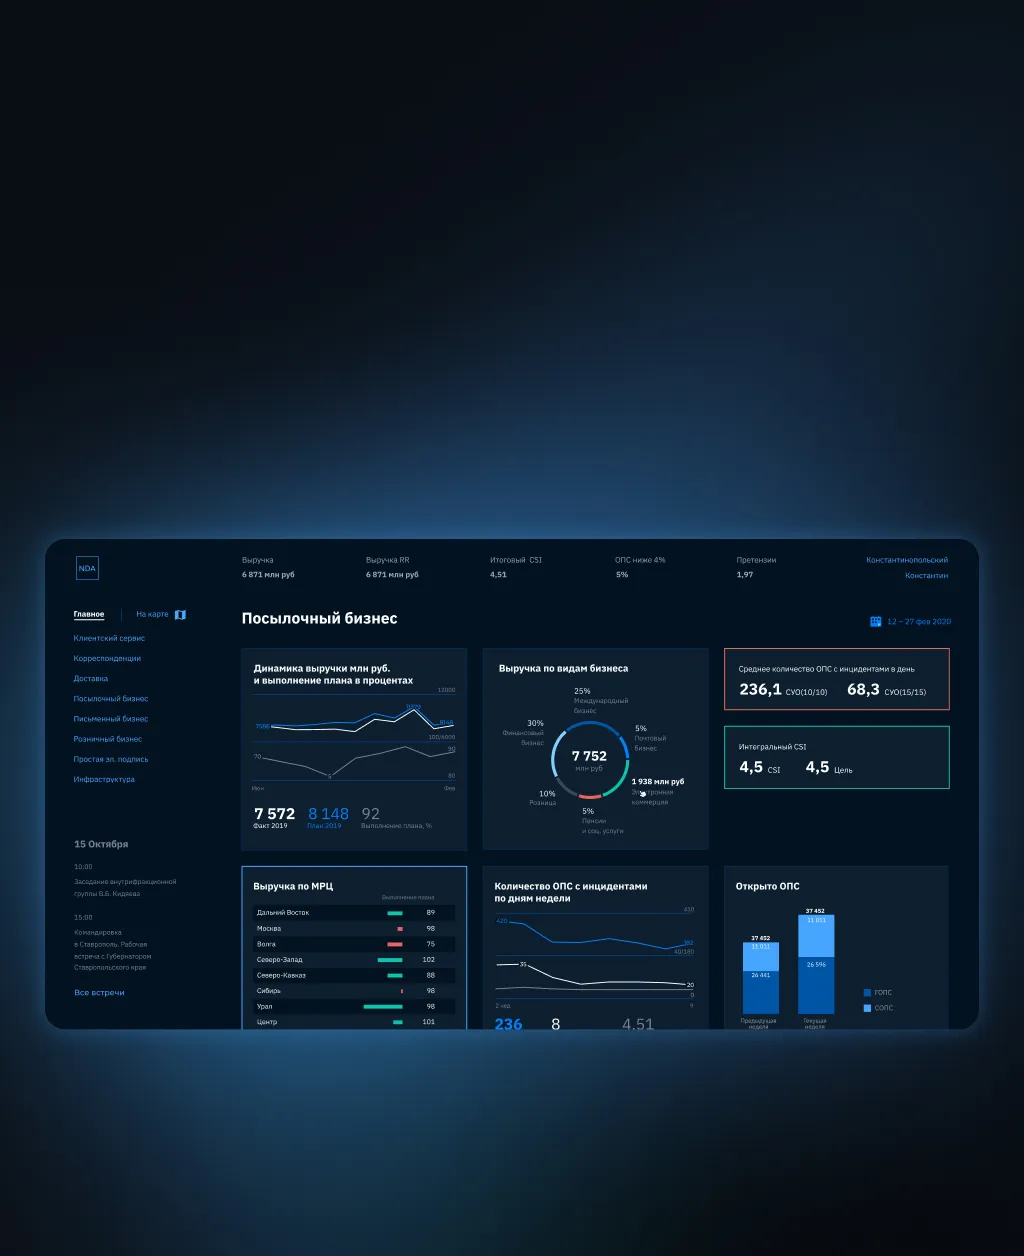 NDA
Выручка
6 871 млн руб
Выручка RR
6 871 млн руб
Итоговый CSI
4,51
ОПС ниже 4%
5%
Претензии
1,97
Константинопольский
Константин
Главное
На карте
Клиентский сервис
Корреспонденции
Доставка
Посылочный бизнес
Письменный бизнес
Розничный бизнес
Простая эл. подпись
Инфраструктура
15 Октября
10:00
Заседание внутрифракционной
группы В.Б. Кидяева
15:00
Командировка
в Ставрополь. Рабочая
встреча с Губернатором
Ставропольского края
Все встречи
Посылочный бизнес
12 – 27 фев 2020
Динамика выручки млн руб.
и выполнение плана в процентах
12000
8148
100/6000
70
90
80
Июн
Фев
7 572
Факт 2019
8 148
План 2019
92
Выполнение плана, %
Выручка по видам бизнеса
25%
Международный
бизнес
30%
Финансовый
бизнес
5%
Почтовый
бизнес
7 752
млн руб
1 938 млн руб
коммерция
10%
Розница
5%
Пенсии
и соц. услуги
Среднее количество ОПС с инцидентами в день
236,1 СУО(10/10)
68,3 СУО(15/15)
Интегральный CSI
4,5 CSI
4,5 Цель
Выручка по МРЦ
Выполнение плана
Дальний Восток 89
Москва 98
Волга 75
Северо-Запад 102
Северо-Кавказ 88
Сибирь 98
Урал 98
Центр 101
Количество ОПС с инцидентами
по дням недели
420
382
40/180
35
20
0
2 нед
9
236
8
4,51
Открыто ОПС
37 452
11 011
26 441
Предыдущая
неделя
37 452
11 011
26 596
Текущая
неделя
ГОПС
СОПС